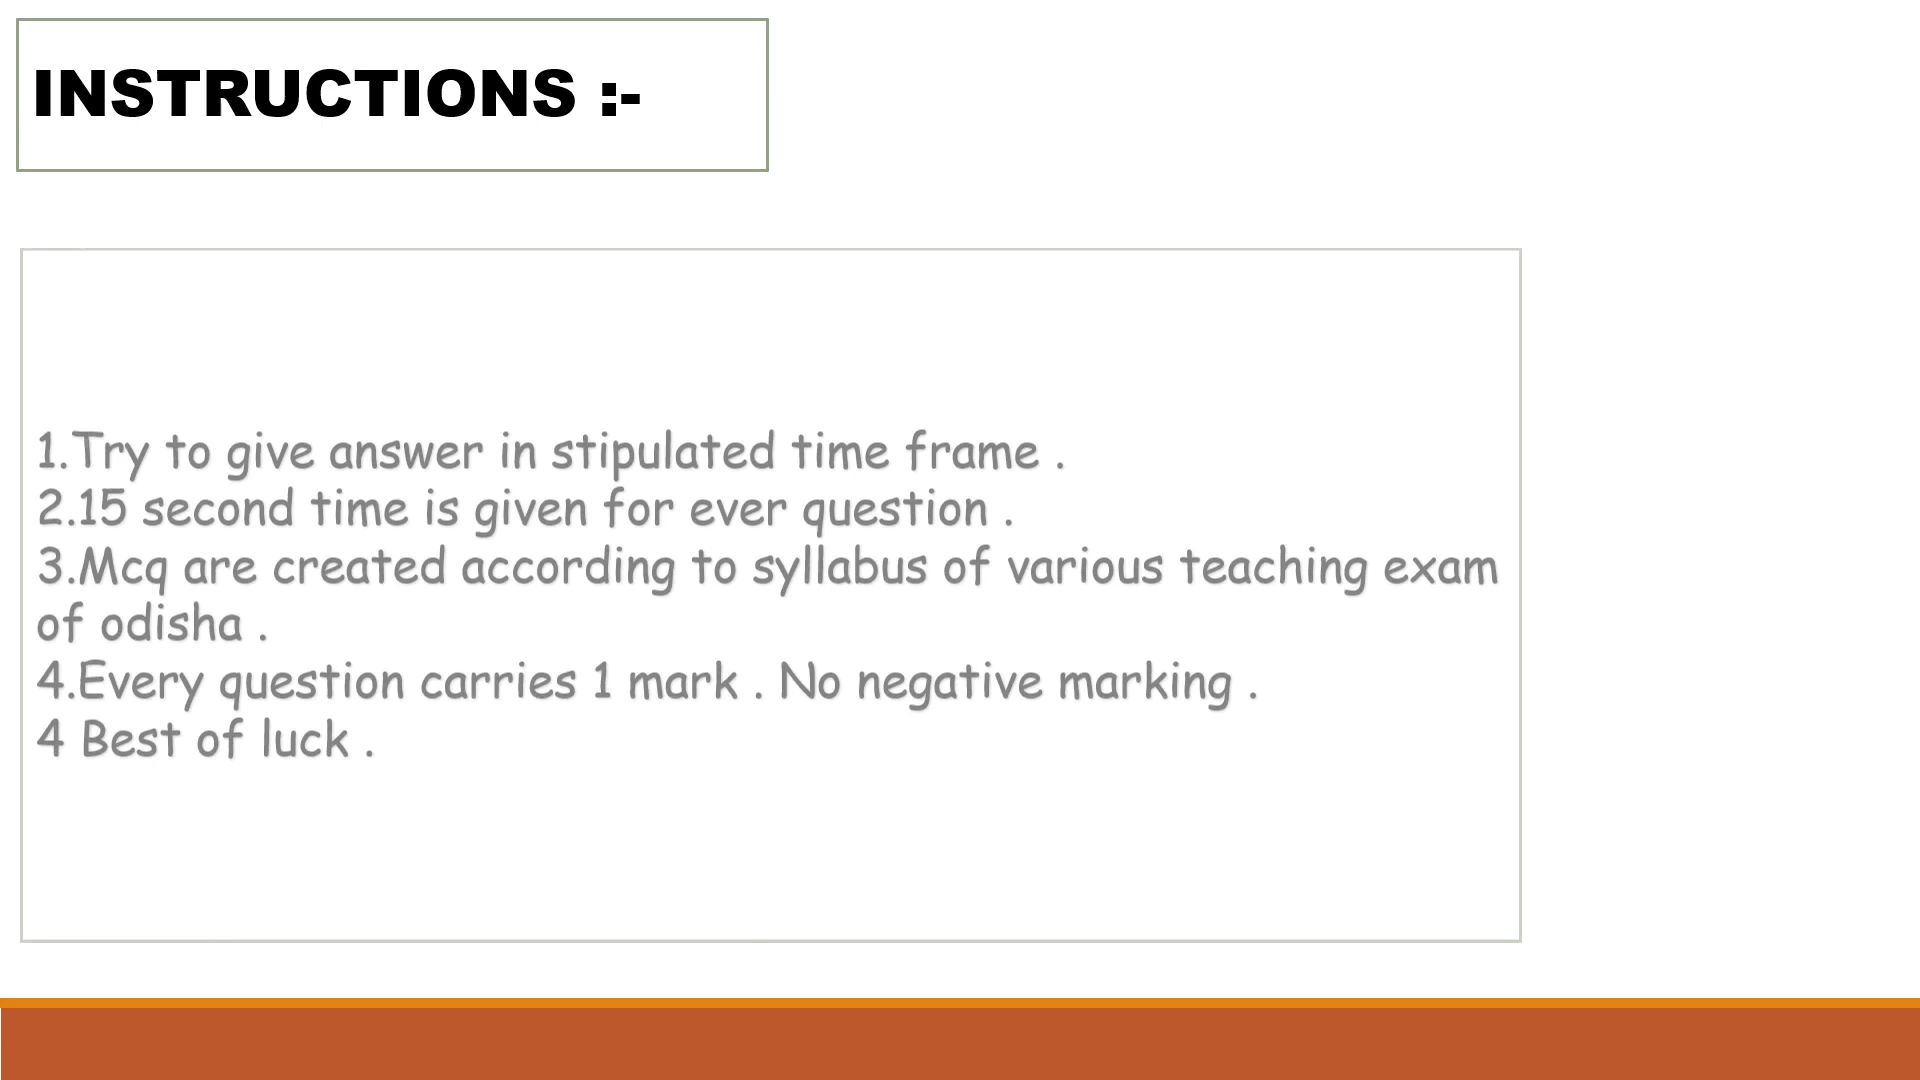 INSTRUCTIONS :-
1.Try to give answer in stipulated time frame .
2.15 second time is given for ever question .
3.Mcq are created according to syllabus of various teaching exam
of odisha .
4.Every question carries 1 mark . No negative marking .
4 Best of luck .